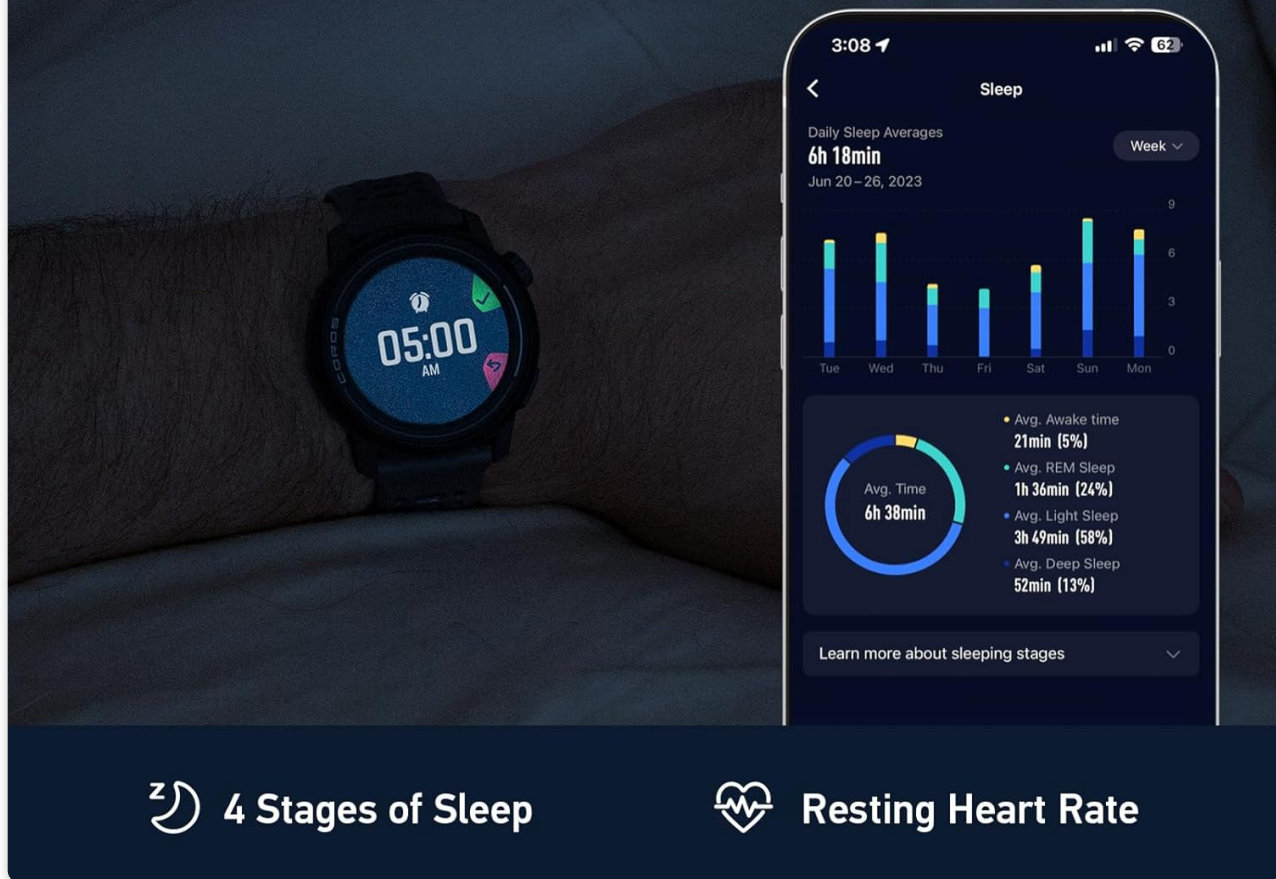 COROS
05:00
AM
3:08
62
Sleep
Daily Sleep Averages
6h 18min
Week
Jun 20 – 26, 2023
9
6
3
0
Tue Wed Thu Fri Sat Sun Mon
Avg. Time
6h 38min
Avg. Awake time
21min (5%)
Avg. REM Sleep
1h 36min (24%)
Avg. Light Sleep
3h 49min (58%)
Avg. Deep Sleep
52min (13%)
Learn more about sleeping stages
z
4 Stages of Sleep
Resting Heart Rate